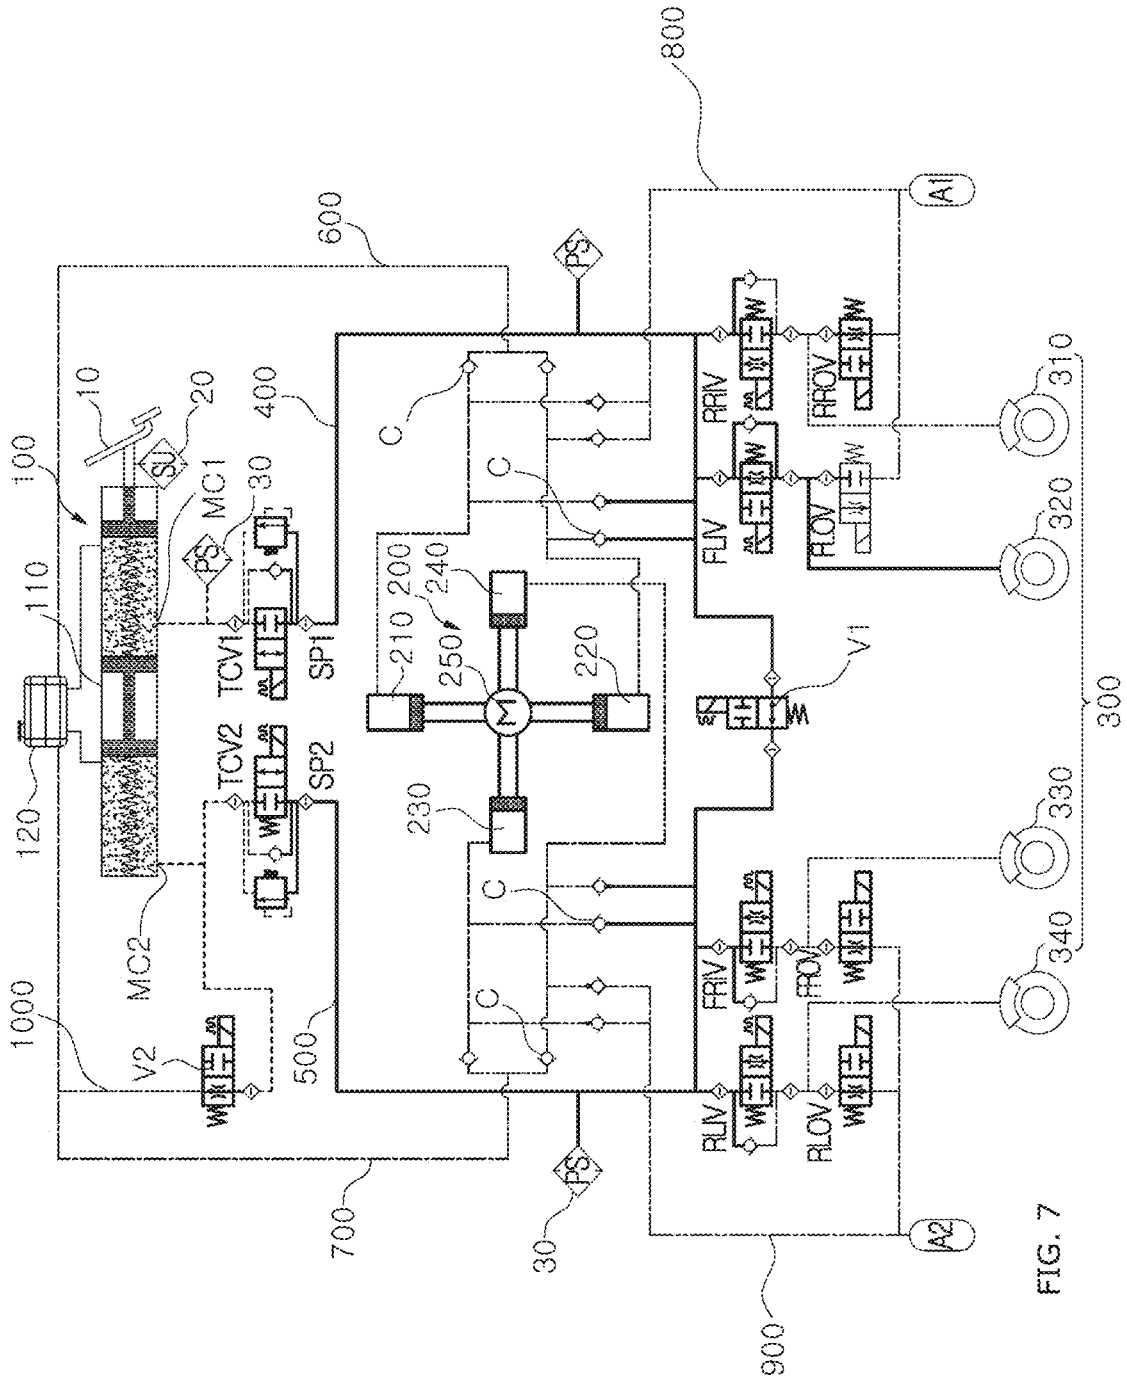 800
A1
600
PS
10
20
SU
400
C
C
RRIV
RROV
310
100
MC1
30
PS
FLIV
FLOV
320
110
200
240
210
250
M
220
V1
TCV1
SP1
300
120
TCV2
SP2
230
330
C
MC2
FRIV
FROV
340
C
1000
V2
500
RLIV
RLOV
700
30
PS
900
A2
FIG. 7